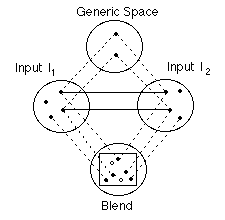 Generic Space
Input I1
Input I2
Blend